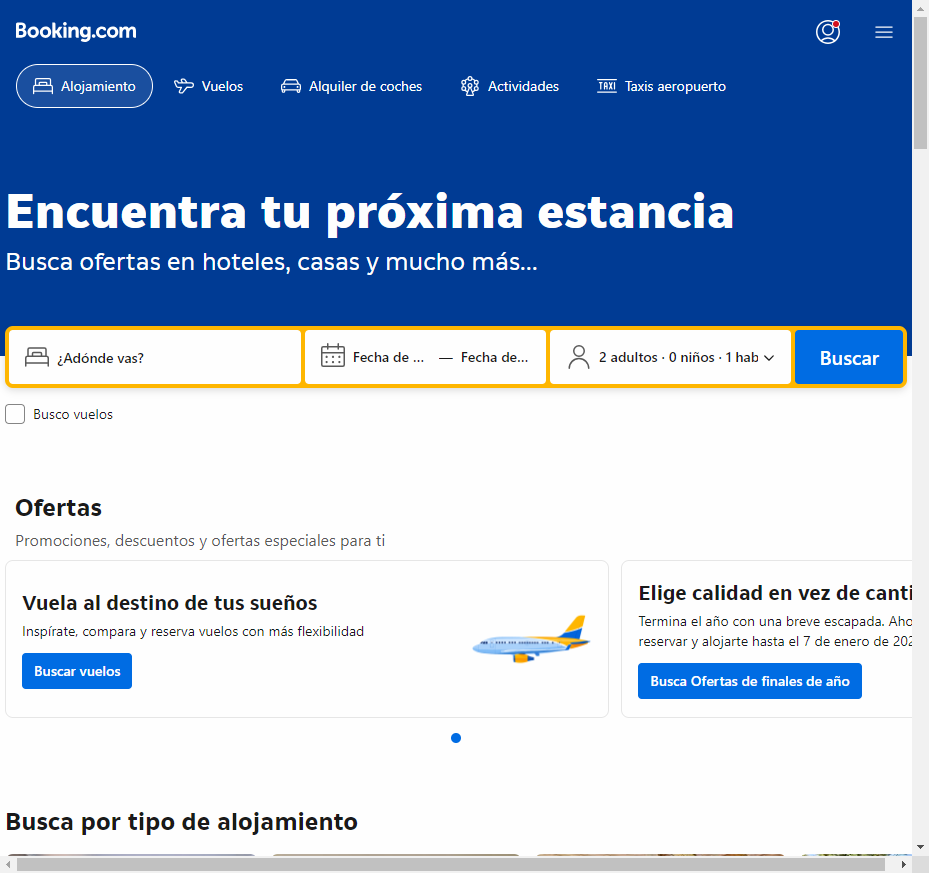 Booking.com
Alojamiento
Vuelos
Alquiler de coches
Actividades
TAXI
Taxis aeropuerto
Encuentra tu próxima estancia
Busca ofertas en hoteles, casas y mucho más...
¿Adónde vas?
Fecha de ... — Fecha de...
2 adultos · 0 niños · 1 hab
Buscar
Busco vuelos
Ofertas
Promociones, descuentos y ofertas especiales para ti
Vuela al destino de tus sueños
Inspírate, compara y reserva vuelos con más flexibilidad
Buscar vuelos
Elige calidad en vez de canti
Termina el año con una breve escapada. Aho
reservar y alojarte hasta el 7 de enero de 202
Busca Ofertas de finales de año
Busca por tipo de alojamiento